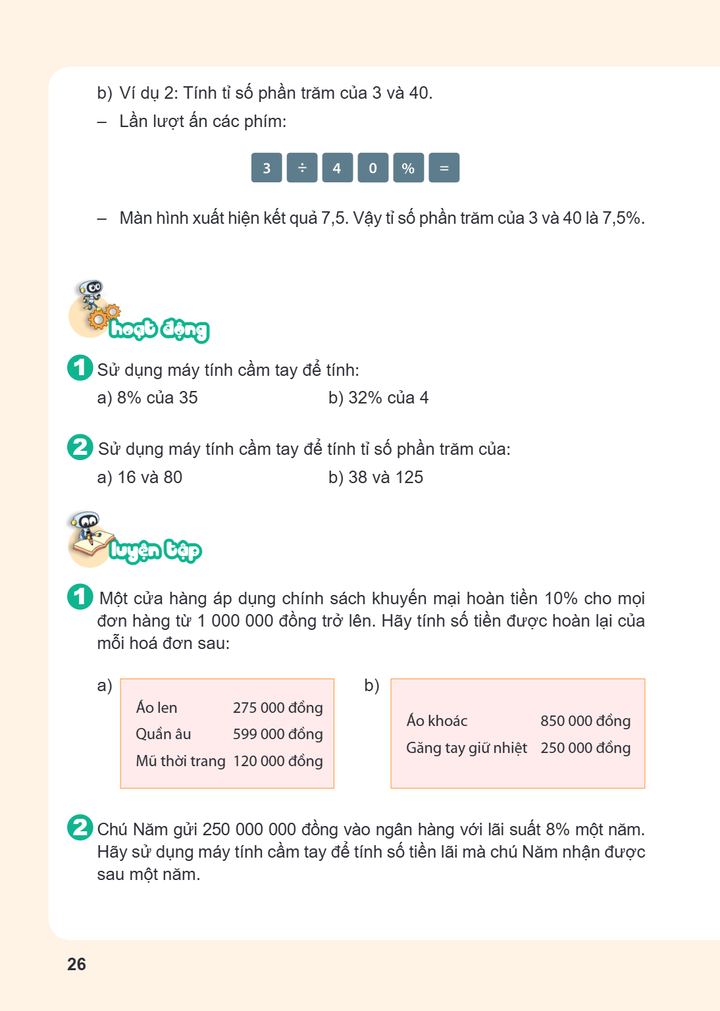 b) Ví dụ 2: Tính tỉ số phần trăm của 3 và 40.
– Lần lượt ấn các phím:
3 ÷ 4 0 % =
– Màn hình xuất hiện kết quả 7,5. Vậy tỉ số phần trăm của 3 và 40 là 7,5%.
hoạt động
1 Sử dụng máy tính cầm tay để tính:
a) 8% của 35 b) 32% của 4
2 Sử dụng máy tính cầm tay để tính tỉ số phần trăm của:
a) 16 và 80 b) 38 và 125
luyện tập
1 Một cửa hàng áp dụng chính sách khuyến mại hoàn tiền 10% cho mọi
đơn hàng từ 1 000 000 đồng trở lên. Hãy tính số tiền được hoàn lại của
mỗi hoá đơn sau:
a)
Áo len 275 000 đồng
Quần âu 599 000 đồng
Mũ thời trang 120 000 đồng
b)
Áo khoác 850 000 đồng
Găng tay giữ nhiệt 250 000 đồng
2 Chú Năm gửi 250 000 000 đồng vào ngân hàng với lãi suất 8% một năm.
Hãy sử dụng máy tính cầm tay để tính số tiền lãi mà chú Năm nhận được
sau một năm.
26